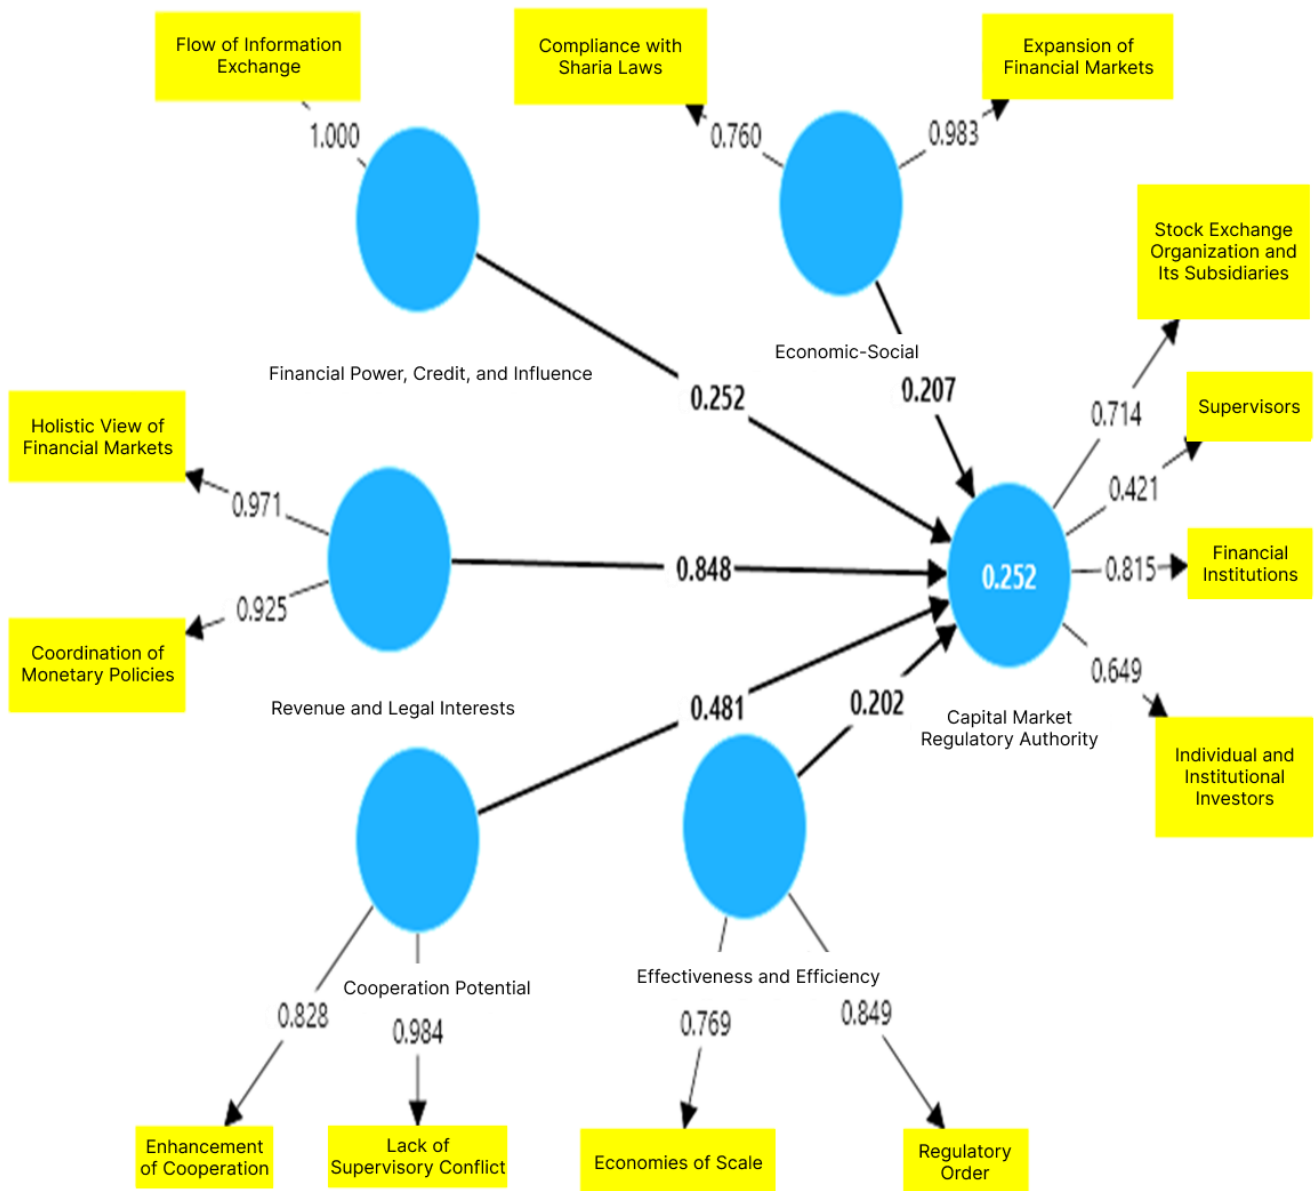 Flow of Information
Exchange
Compliance with
Sharia Laws
Expansion of
Financial Markets
1.000
0.760
0.983
Stock Exchange
Organization and
Its Subsidiaries
Economic-Social
Financial Power, Credit, and Influence
0.252
0.207
0.714
Supervisors
Holistic View of
Financial Markets
0.971
0.421
0.848
0.252
0.815
Financial
Institutions
0.925
Coordination of
Monetary Policies
0.649
Revenue and Legal Interests
0.481
0.202
Capital Market
Regulatory Authority
Individual and
Institutional
Investors
Cooperation Potential
Effectiveness and Efficiency
0.828
0.984
0.769
0.849
Enhancement
of Cooperation
Lack of
Supervisory Conflict
Economies of Scale
Regulatory
Order